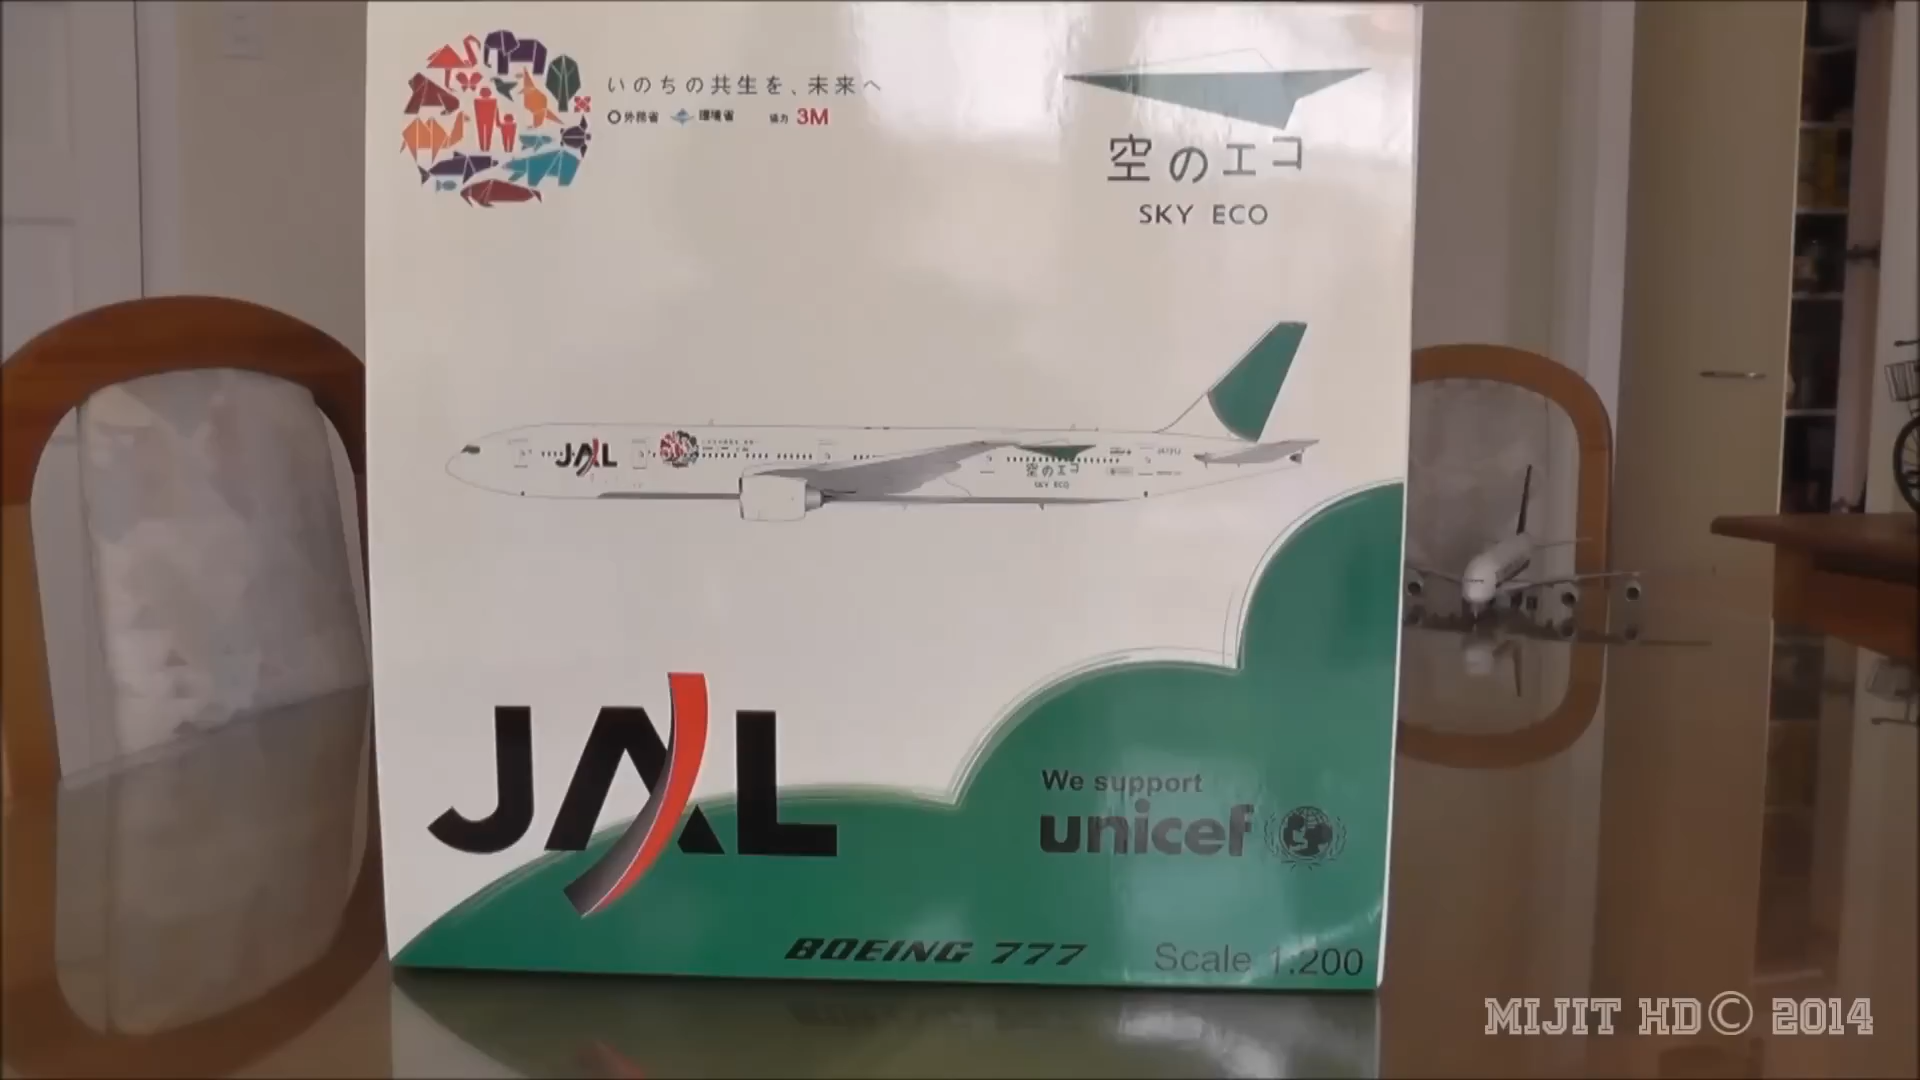 いのちの共生を、未来へ
外務省 環境省 協力 3M
空のエコ
SKY ECO
JAL
空のエコ
SKY ECO
JAL
We support
unicef
BOEING 777
Scale 1:200
MIJIT HD© 2014